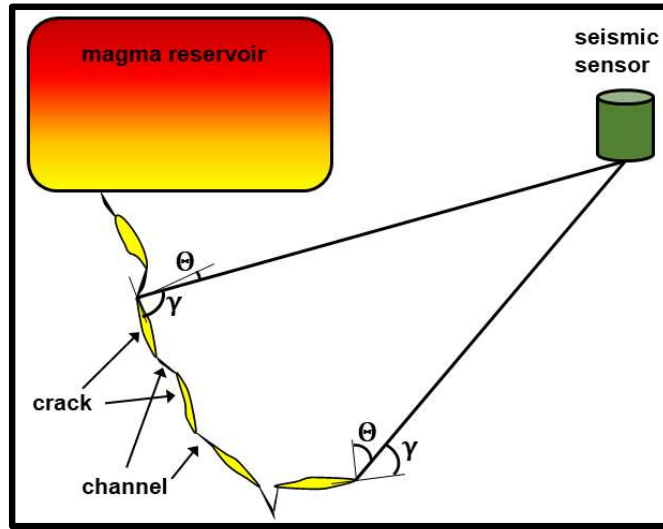 magma reservoir
seismic
sensor
Θ
γ
crack
Θ
γ
channel